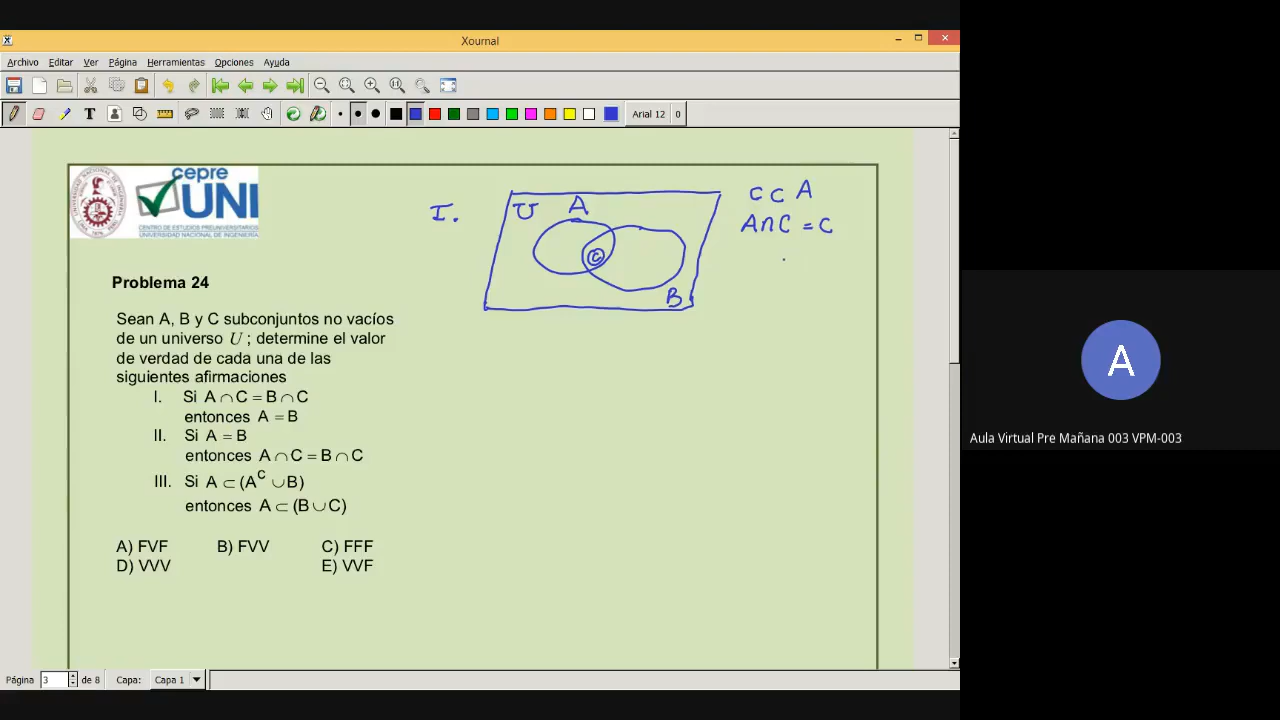 Xournal
Archivo Editar Ver Página Herramientas Opciones Ayuda
Arial 12 0
cepre
UNI
CENTRO DE ESTUDIOS PREUNIVERSITARIOS
UNIVERSIDAD NACIONAL DE INGENIERÍA
I.
U A
C
B
C ⊂ A
A∩C = C
Problema 24
Sean A, B y C subconjuntos no vacíos
de un universo U ; determine el valor
de verdad de cada una de las
siguientes afirmaciones
I. Si A ∩ C = B ∩ C
entonces A = B
II. Si A = B
entonces A ∩ C = B ∩ C
III. Si A ⊂ (Aᶜ ∪ B)
entonces A ⊂ (B ∪ C)
A) FVF B) FVV C) FFF
D) VVV E) VVF
A
Aula Virtual Pre Mañana 003 VPM-003
Página 3 de 8 Capa: Capa 1